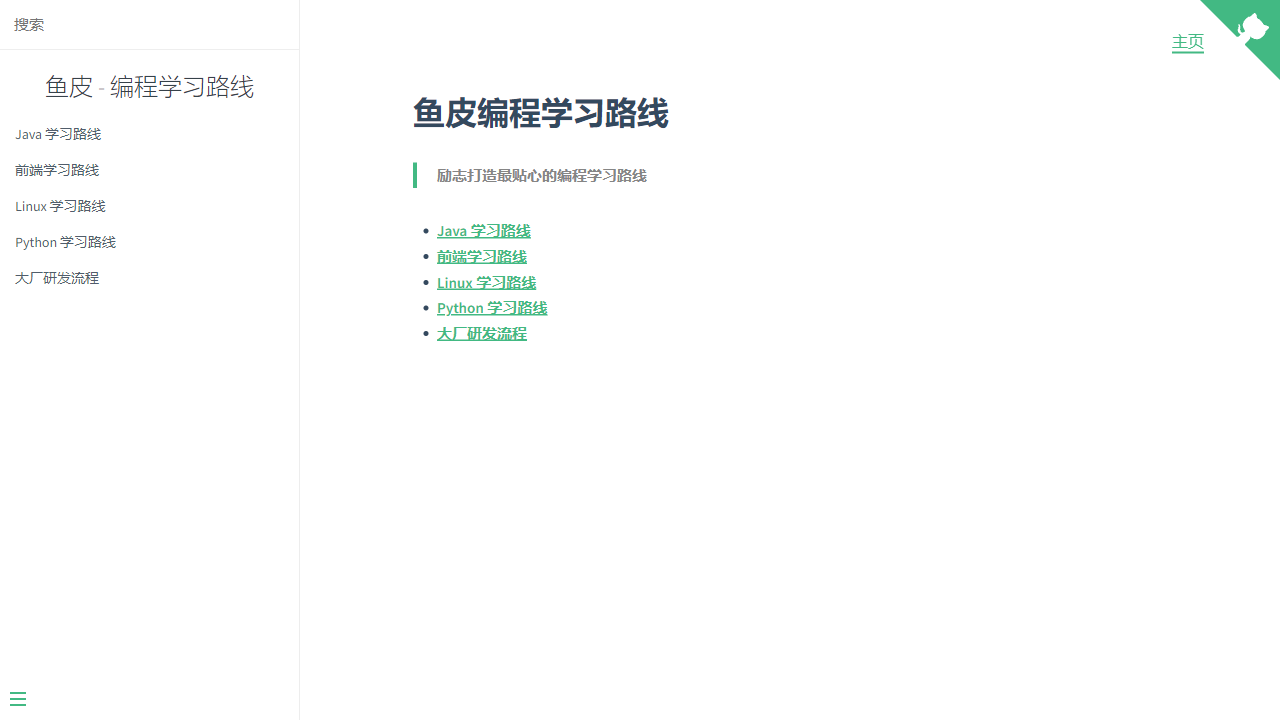 搜索
鱼皮 - 编程学习路线
Java 学习路线
前端学习路线
Linux 学习路线
Python 学习路线
大厂研发流程
主页
鱼皮编程学习路线
励志打造最贴心的编程学习路线
Java 学习路线
前端学习路线
Linux 学习路线
Python 学习路线
大厂研发流程